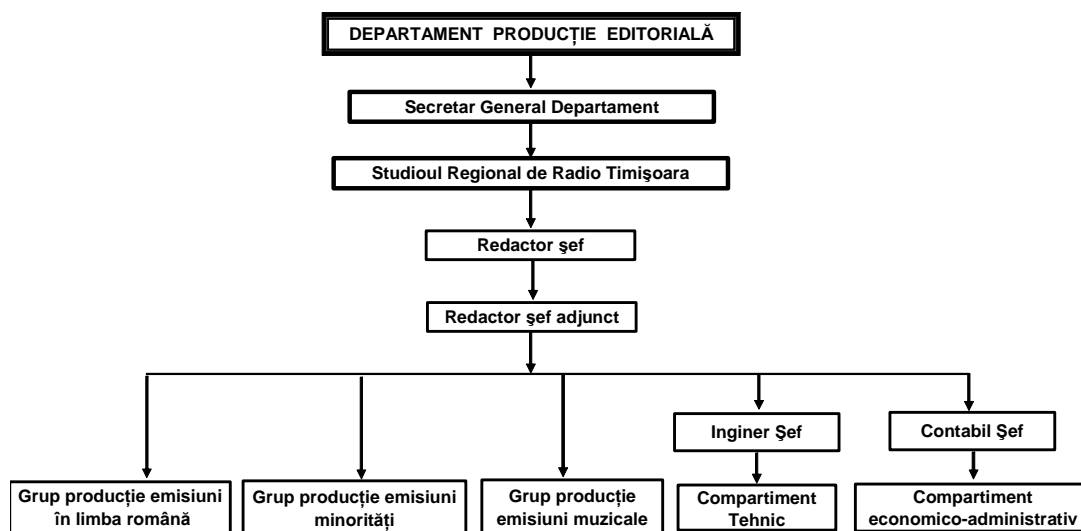 DEPARTAMENT PRODUCȚIE EDITORIALĂ
Secretar General Departament
Studioul Regional de Radio Timişoara
Redactor şef
Redactor şef adjunct
Inginer Şef
Contabil Şef
Grup producție emisiuni
în limba română
Grup producție emisiuni
minorități
Grup producție
emisiuni muzicale
Compartiment
Tehnic
Compartiment
economico-administrativ